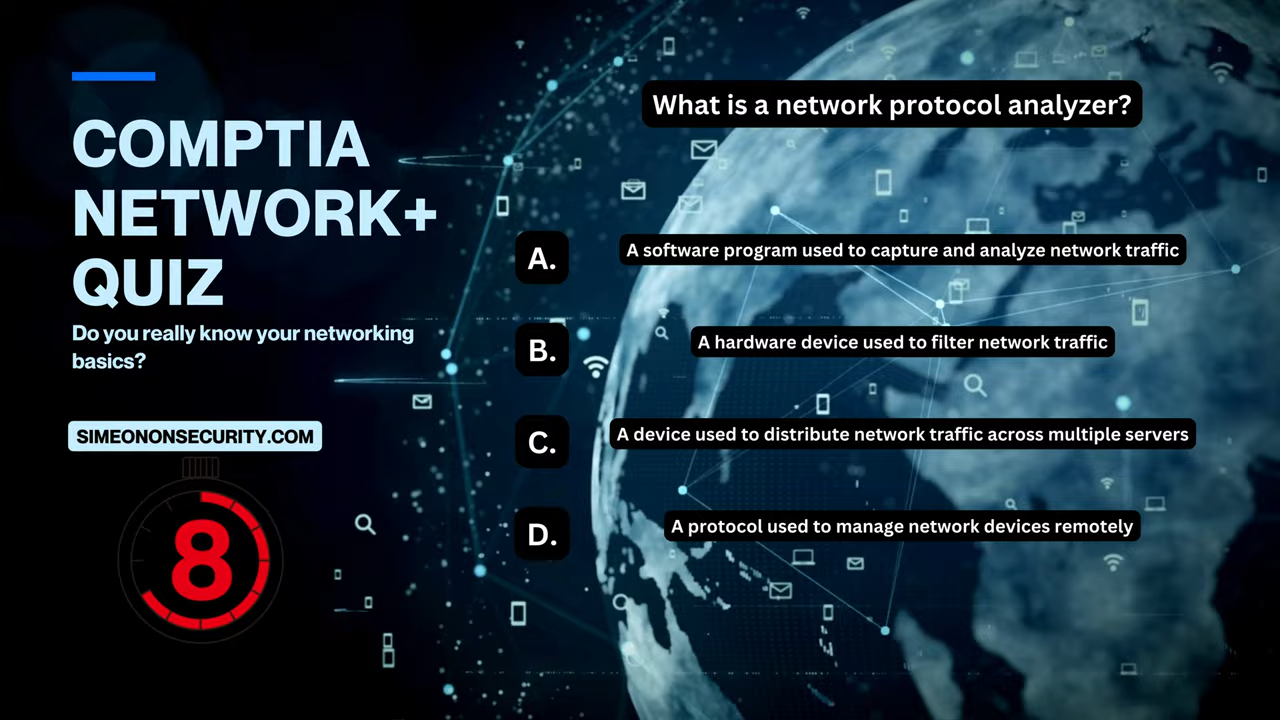 COMPTIA
NETWORK+
QUIZ
Do you really know your networking
basics?
SIMEONONSECURITY.COM
8
What is a network protocol analyzer?
A. A software program used to capture and analyze network traffic
B. A hardware device used to filter network traffic
C. A device used to distribute network traffic across multiple servers
D. A protocol used to manage network devices remotely